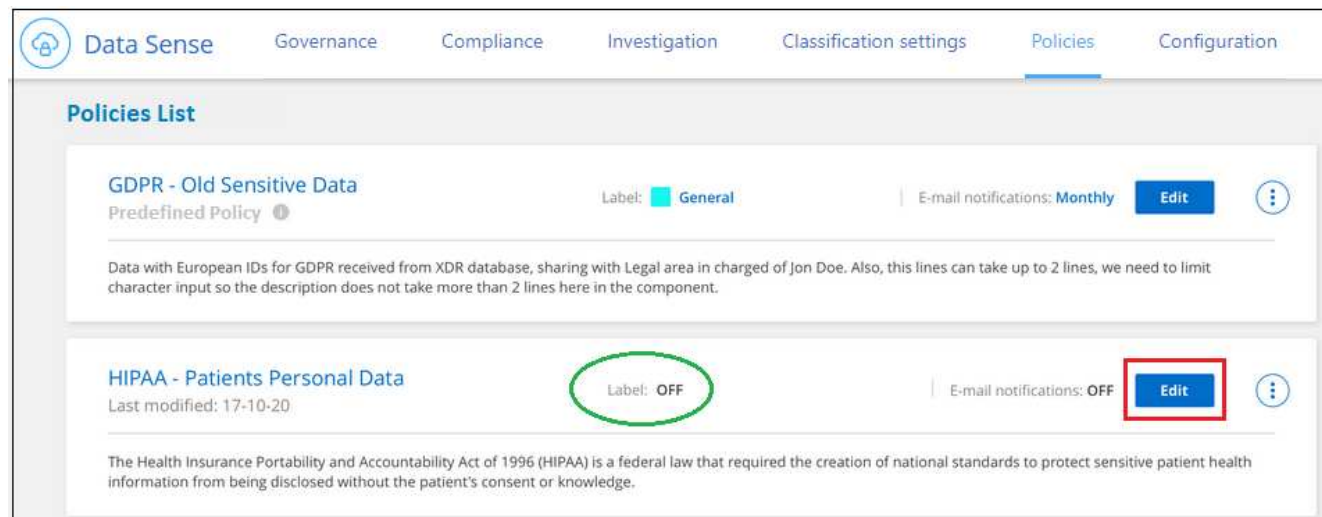 Data Sense Governance Compliance Investigation Classification settings Policies Configuration
Policies List
GDPR - Old Sensitive Data
Label: General
E-mail notifications: Monthly
Edit
Predefined Policy
Data with European IDs for GDPR received from XDR database, sharing with Legal area in charged of Jon Doe. Also, this lines can take up to 2 lines, we need to limit
character input so the description does not take more than 2 lines here in the component.
HIPAA - Patients Personal Data
Label: OFF
E-mail notifications: OFF
Edit
Last modified: 17-10-20
The Health Insurance Portability and Accountability Act of 1996 (HIPAA) is a federal law that required the creation of national standards to protect sensitive patient health
information from being disclosed without the patient's consent or knowledge.